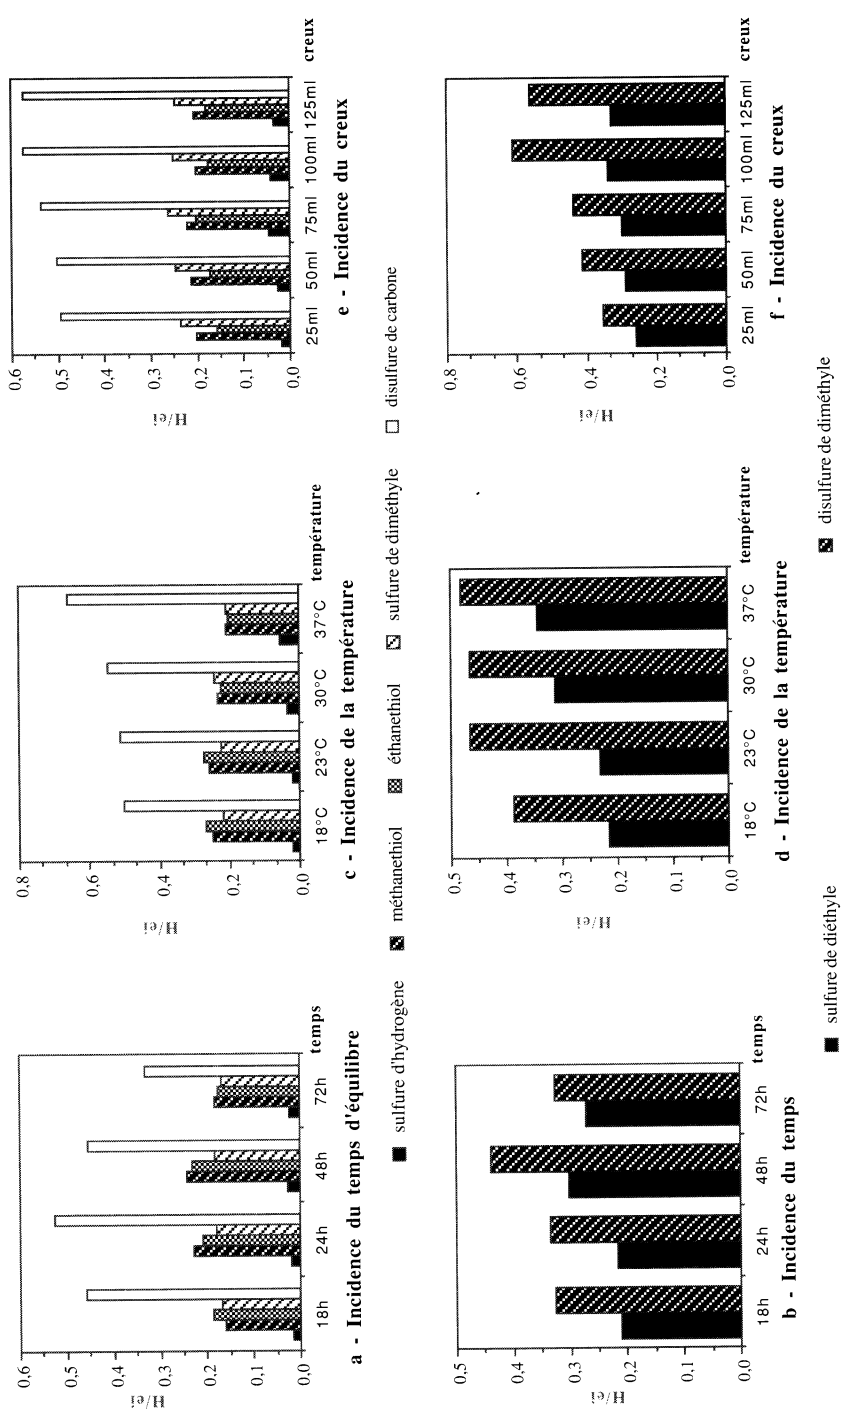 H/ei
0,6
0,5
0,4
0,3
0,2
0,1
0,0
18h
24h
48h
72h
temps
a - Incidence du temps d'équilibre
H/ei
0,8
0,6
0,4
0,2
0,0
18°C
23°C
30°C
37°C
température
c - Incidence de la température
H/ei
0,6
0,5
0,4
0,3
0,2
0,1
0,0
25ml
50ml
75ml
100ml
125ml
creux
e - Incidence du creux
sulfure d'hydrogène
méthanethiol
éthanethiol
sulfure de diméthyle
disulfure de carbone
H/ei
0,5
0,4
0,3
0,2
0,1
0,0
18h
24h
48h
72h
temps
b - Incidence du temps
H/ei
0,5
0,4
0,3
0,2
0,1
0,0
18°C
23°C
30°C
37°C
température
d - Incidence de la température
H/ei
0,8
0,6
0,4
0,2
0,0
25ml
50ml
75ml
100ml
125ml
creux
f - Incidence du creux
sulfure de diéthyle
disulfure de diméthyle